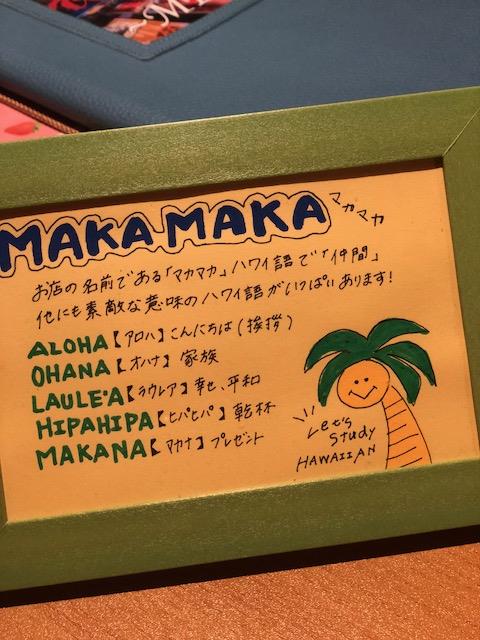 MAKA MAKA マカマカ
お店の名前である「マカマカ」ハワイ語で「仲間」
他にも素敵な意味のハワイ語がいっぱいあります!
ALOHA【アロハ】こんにちは(挨拶)
OHANA【オハナ】家族
LAULE'A【ラウレア】幸せ、平和
HIPAHIPA【ヒパヒパ】乾杯
MAKANA【マカナ】プレゼント
Let's
Study
HAWAIIAN